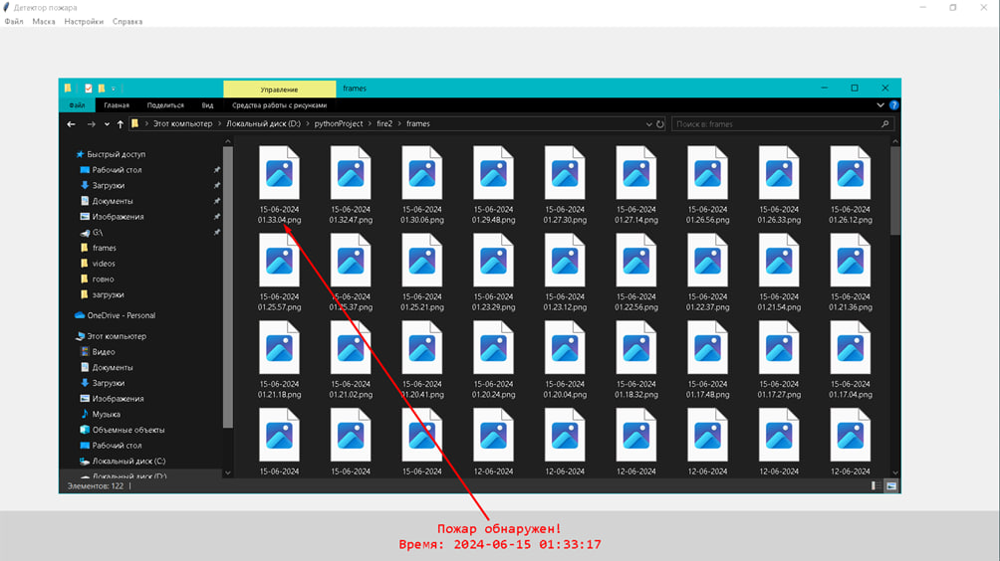 Детектор пожара
Файл Маска Настройки Справка
Управление
frames
Файл Главная Поделиться Вид Средства работы с рисунками
Этот компьютер > Локальный диск (D:) > pythonProject > fire2 > frames
Поиск в: frames
Быстрый доступ
Рабочий стол
Загрузки
Документы
Изображения
G:\
frames
videos
говно
загрузки
OneDrive - Personal
Этот компьютер
Видео
Документы
Загрузки
Изображения
Музыка
Объемные объекты
Рабочий стол
Локальный диск (C:)
Локальный диск (D:)
15-06-2024 15-06-2024 15-06-2024 15-06-2024 15-06-2024 15-06-2024 15-06-2024 15-06-2024 15-06-2024
01.33.04.png 01.32.47.png 01.30.06.png 01.29.48.png 01.27.30.png 01.27.14.png 01.26.56.png 01.26.33.png 01.26.12.png
15-06-2024 15-06-2024 15-06-2024 15-06-2024 15-06-2024 15-06-2024 15-06-2024 15-06-2024 15-06-2024
01.25.57.png 01.25.37.png 01.25.21.png 01.23.29.png 01.23.12.png 01.22.56.png 01.22.37.png 01.21.54.png 01.21.36.png
15-06-2024 15-06-2024 15-06-2024 15-06-2024 15-06-2024 15-06-2024 15-06-2024 15-06-2024 15-06-2024
01.21.18.png 01.21.02.png 01.20.41.png 01.20.24.png 01.20.04.png 01.18.32.png 01.17.48.png 01.17.27.png 01.17.04.png
15-06-2024 15-06-2024 15-06-2024 12-06-2024 12-06-2024 12-06-2024 12-06-2024 12-06-2024 12-06-2024
Элементов: 122
Пожар обнаружен!
Время: 2024-06-15 01:33:17